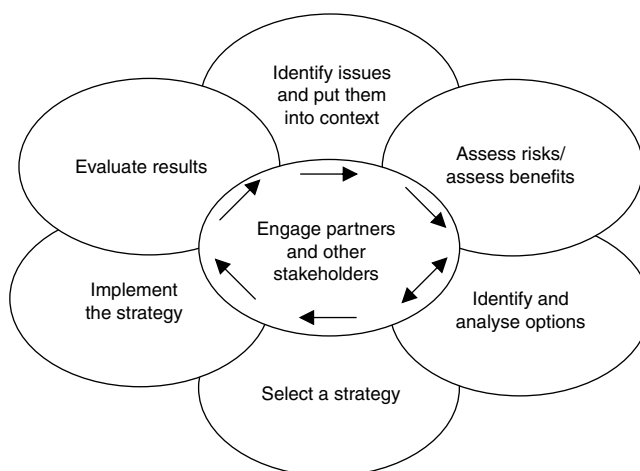 Identify issues
and put them
into context
Assess risks/
assess benefits
Evaluate results
Engage partners
and other
stakeholders
Identify and
analyse options
Implement
the strategy
Select a strategy